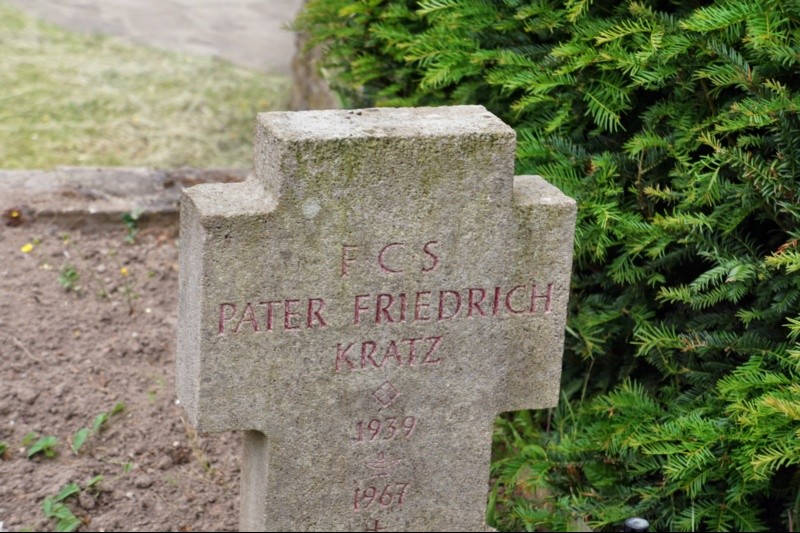 FCS
PATER FRIEDRICH
KRATZ
1939
1967